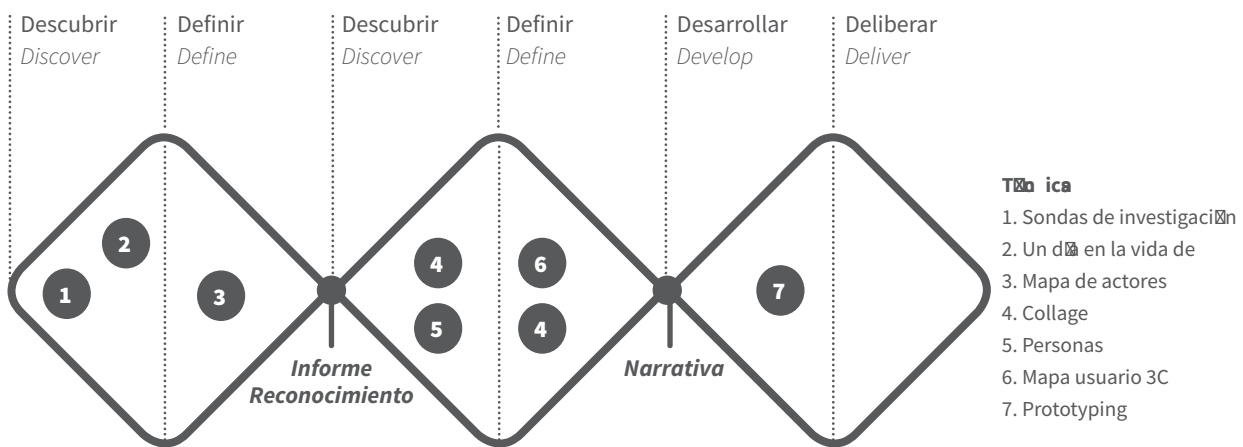 Descubrir
Discover
Definir
Define
Descubrir
Discover
Definir
Define
Desarrollar
Develop
Deliberar
Deliver
1
2
3
4
5
6
4
7
Informe
Reconocimiento
Narrativa
1. Sondas de
2. Un en la vida de
3. Mapa de actores
4. Collage
5. Personas
6. Mapa usuario 3C
7. Prototyping